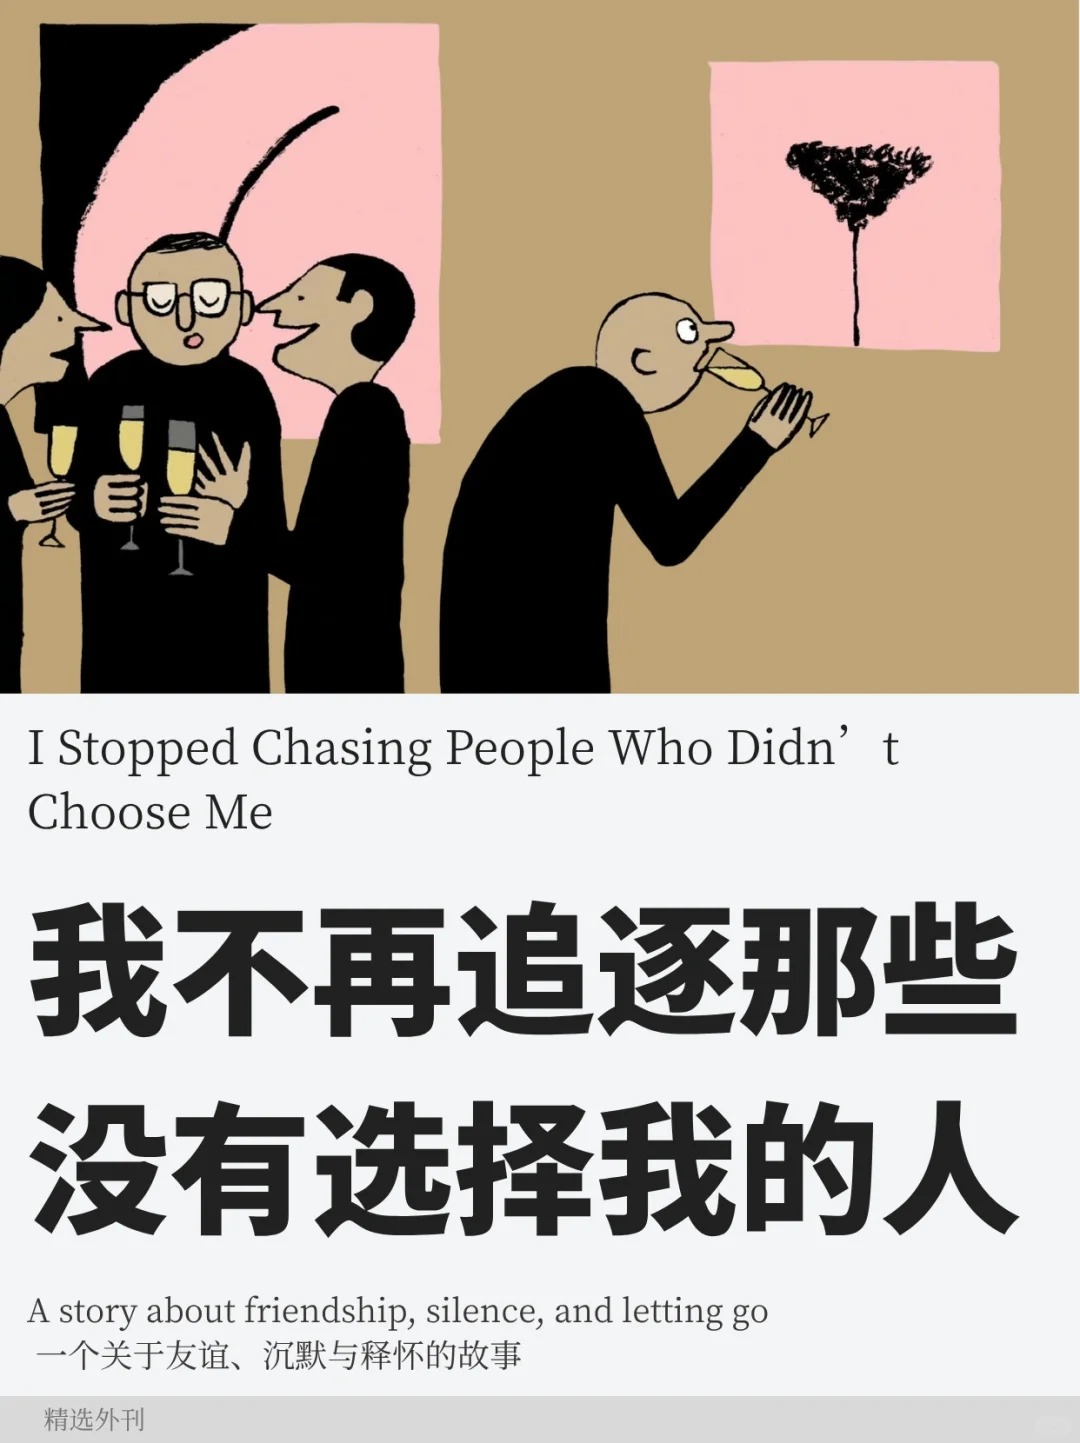 I Stopped Chasing People Who Didn’t
Choose Me
我不再追逐那些
没有选择我的人
A story about friendship, silence, and letting go
一个关于友谊、沉默与释怀的故事
精选外刊